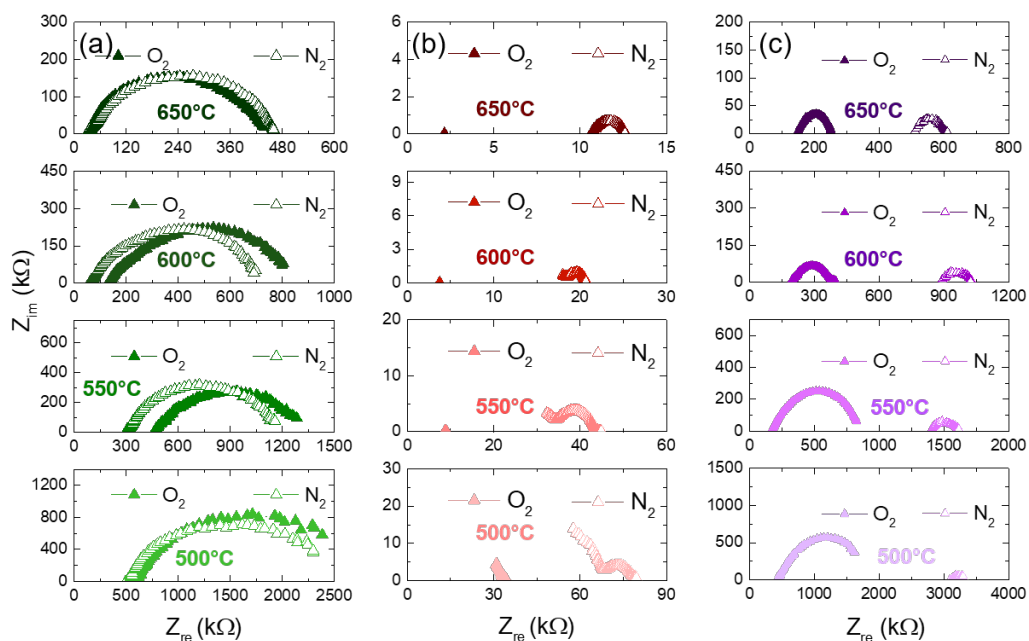 (a)
O2
N2
650°C
300
200
100
0
0 120 240 360 480 600
O2
N2
600°C
450
300
150
0
0 200 400 600 800 1000
O2
N2
550°C
600
400
200
0
0 300 600 900 1200 1500
O2
N2
500°C
1200
800
400
0
0 500 1000 1500 2000 2500
Zim (kΩ)
Zre (kΩ)
(b)
O2
N2
650°C
6
4
2
0
0 5 10 15
O2
N2
600°C
9
6
3
0
0 10 20 30
O2
N2
550°C
20
10
0
0 20 40 60
O2
N2
500°C
30
20
10
0
0 30 60 90
Zre (kΩ)
(c)
O2
N2
650°C
200
150
100
50
0
0 200 400 600 800
O2
N2
600°C
450
300
150
0
0 300 600 900 1200
O2
N2
550°C
600
400
200
0
0 500 1000 1500 2000
O2
N2
500°C
1500
1000
500
0
0 1000 2000 3000 4000
Zre (kΩ)